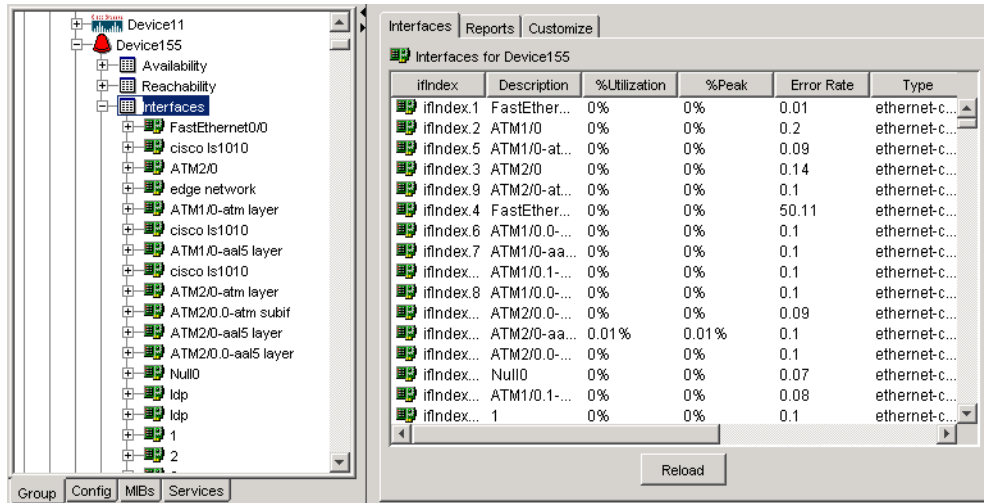 Device11
Device155
Availability
Reachability
Interfaces
FastEthernet0/0
cisco ls1010
ATM2/0
edge network
ATM1/0-atm layer
cisco ls1010
ATM1/0-aal5 layer
cisco ls1010
ATM2/0-atm layer
ATM2/0.0-atm subif
ATM2/0-aal5 layer
ATM2/0.0-aal5 layer
Null0
ldp
ldp
1
2
Group Config MIBs Services
Interfaces Reports Customize
Interfaces for Device155
ifIndex Description %Utilization %Peak Error Rate Type
ifIndex.1 FastEther... 0% 0% 0.01 ethernet-c...
ifIndex.2 ATM1/0 0% 0% 0.2 ethernet-c...
ifIndex.5 ATM1/0-at... 0% 0% 0.09 ethernet-c...
ifIndex.3 ATM2/0 0% 0% 0.14 ethernet-c...
ifIndex.9 ATM2/0-at... 0% 0% 0.1 ethernet-c...
ifIndex.4 FastEther... 0% 0% 50.11 ethernet-c...
ifIndex.6 ATM1/0.0-... 0% 0% 0.1 ethernet-c...
ifIndex.7 ATM1/0-aa... 0% 0% 0.1 ethernet-c...
ifIndex... ATM1/0.1-... 0% 0% 0.1 ethernet-c...
ifIndex.8 ATM1/0.0-... 0% 0% 0.1 ethernet-c...
ifIndex... ATM2/0.0-... 0% 0% 0.09 ethernet-c...
ifIndex... ATM2/0-aa... 0.01% 0.01% 0.1 ethernet-c...
ifIndex... ATM2/0.0-... 0% 0% 0.1 ethernet-c...
ifIndex... Null0 0% 0% 0.07 ethernet-c...
ifIndex... ATM1/0.1-... 0% 0% 0.08 ethernet-c...
ifIndex... 1 0% 0% 0.1 ethernet-c...
Reload